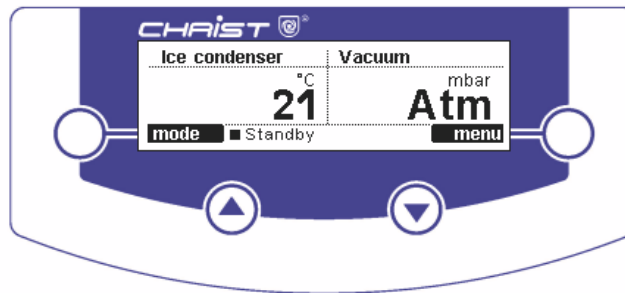 CHRIST ®
Ice condenser Vacuum
°C mbar
21 Atm
mode ■ Standby menu